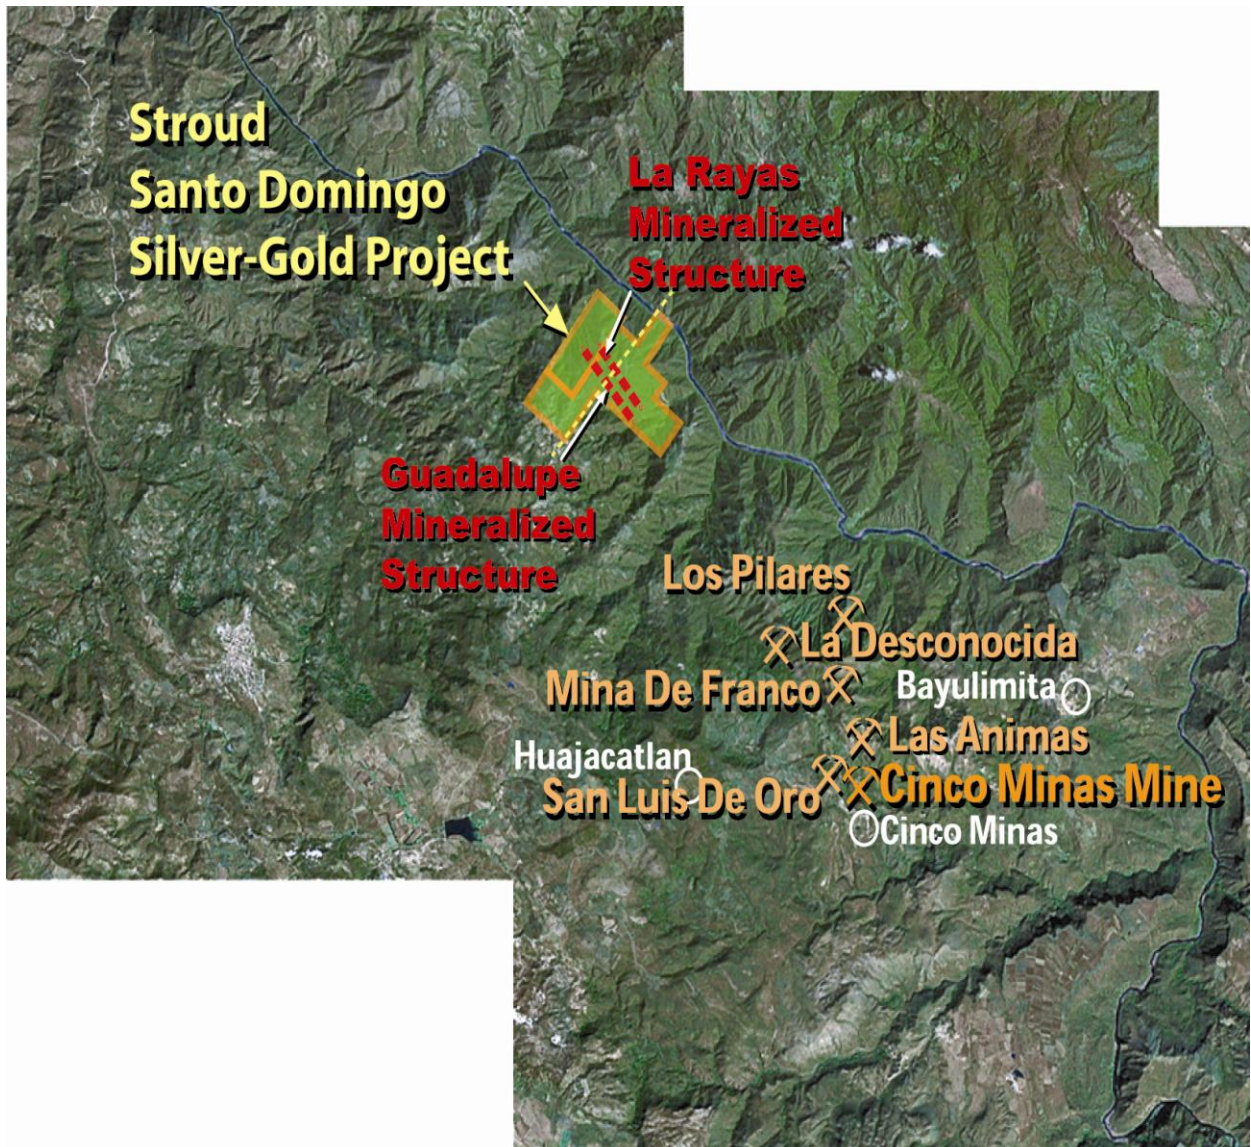 Stroud
Santo Domingo
Silver-Gold Project
La Rayas
Mineralized
Structure
Guadalupe
Mineralized
Structure
Los Pilares
La Desconocida
Mina De Franco
Bayulimita
Las Animas
Huajacatlan
San Luis De Oro
Cinco Minas Mine
Cinco Minas